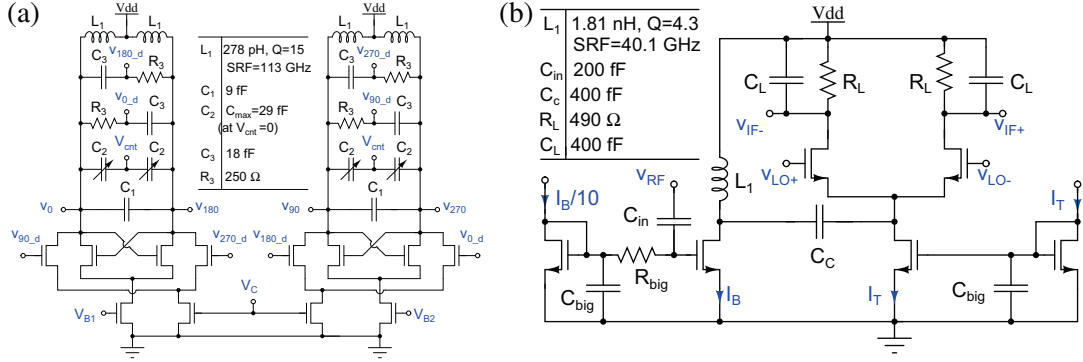 (a)
Vdd
Vdd
L1 L1
L1 L1
v180_d
v270_d
C3 R3
C3 R3
v0_d
v90_d
R3 C3
R3 C3
Vcnt
Vcnt
C2 C2
C2 C2
C1
C1
L1 278 pH, Q=15
SRF=113 GHz
C1 9 fF
C2 Cmax=29 fF
(at Vcnt=0)
C3 18 fF
R3 250 Ω
v0 v180
v90 v270
v90_d v270_d
v180_d v0_d
VB1 VC VB2
(b)
L1 1.81 nH, Q=4.3
SRF=40.1 GHz
Cin 200 fF
Cc 400 fF
RL 490 Ω
CL 400 fF
Vdd
CL RL RL CL
vIF- vIF+
vLO+ vLO-
L1
IB/10
vRF
Cin
CC
IT
Rbig
Cbig
IB
IT
Cbig